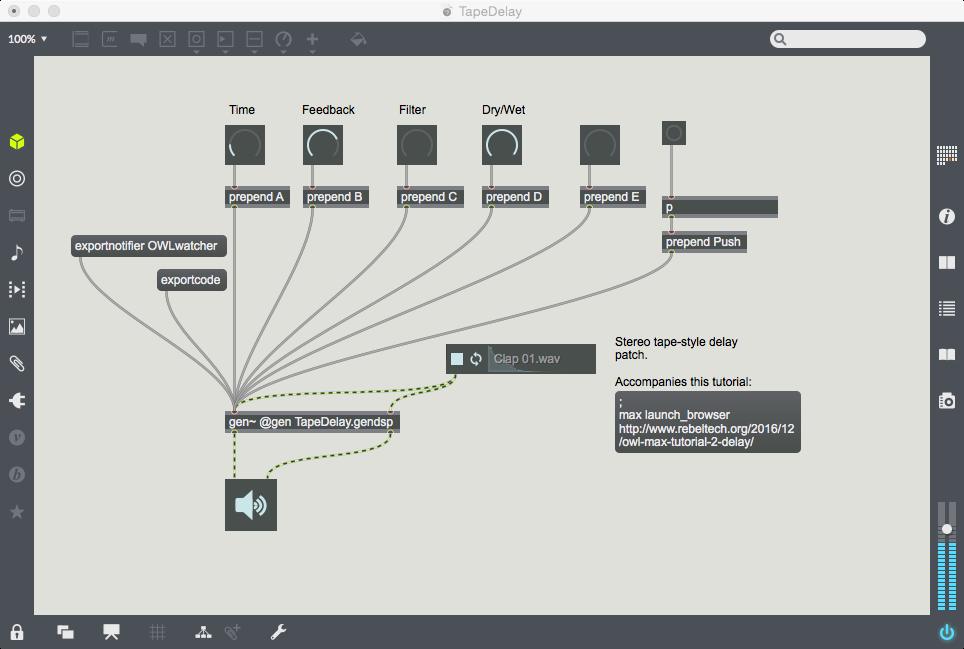 TapeDelay
100%
m
Time
Feedback
Filter
Dry/Wet
prepend A
prepend B
prepend C
prepend D
prepend E
p
prepend Push
exportnotifier OWLwatcher
exportcode
Clap 01.wav
gen~ @gen TapeDelay.gendsp
Stereo tape-style delay
patch.
Accompanies this tutorial:
;
max launch_browser
http://www.rebeltech.org/2016/12
/owl-max-tutorial-2-delay/
v
b
i